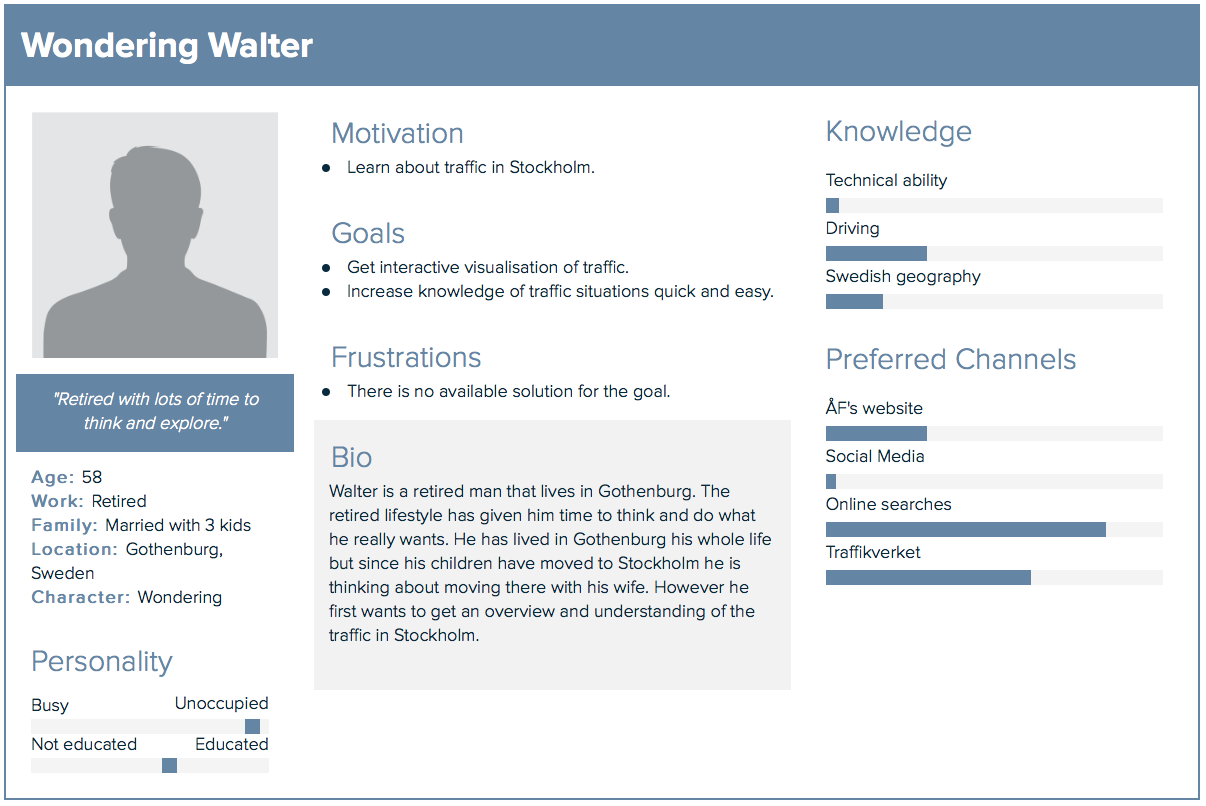 Wondering Walter
"Retired with lots of time to
think and explore."
Age: 58
Work: Retired
Family: Married with 3 kids
Location: Gothenburg,
Sweden
Character: Wondering
Personality
Busy Unoccupied
Not educated Educated
Motivation
• Learn about traffic in Stockholm.
Goals
• Get interactive visualisation of traffic.
• Increase knowledge of traffic situations quick and easy.
Frustrations
• There is no available solution for the goal.
Bio
Walter is a retired man that lives in Gothenburg. The
retired lifestyle has given him time to think and do what
he really wants. He has lived in Gothenburg his whole life
but since his children have moved to Stockholm he is
thinking about moving there with his wife. However he
first wants to get an overview and understanding of the
traffic in Stockholm.
Knowledge
Technical ability
Driving
Swedish geography
Preferred Channels
ÅF's website
Social Media
Online searches
Traffikverket